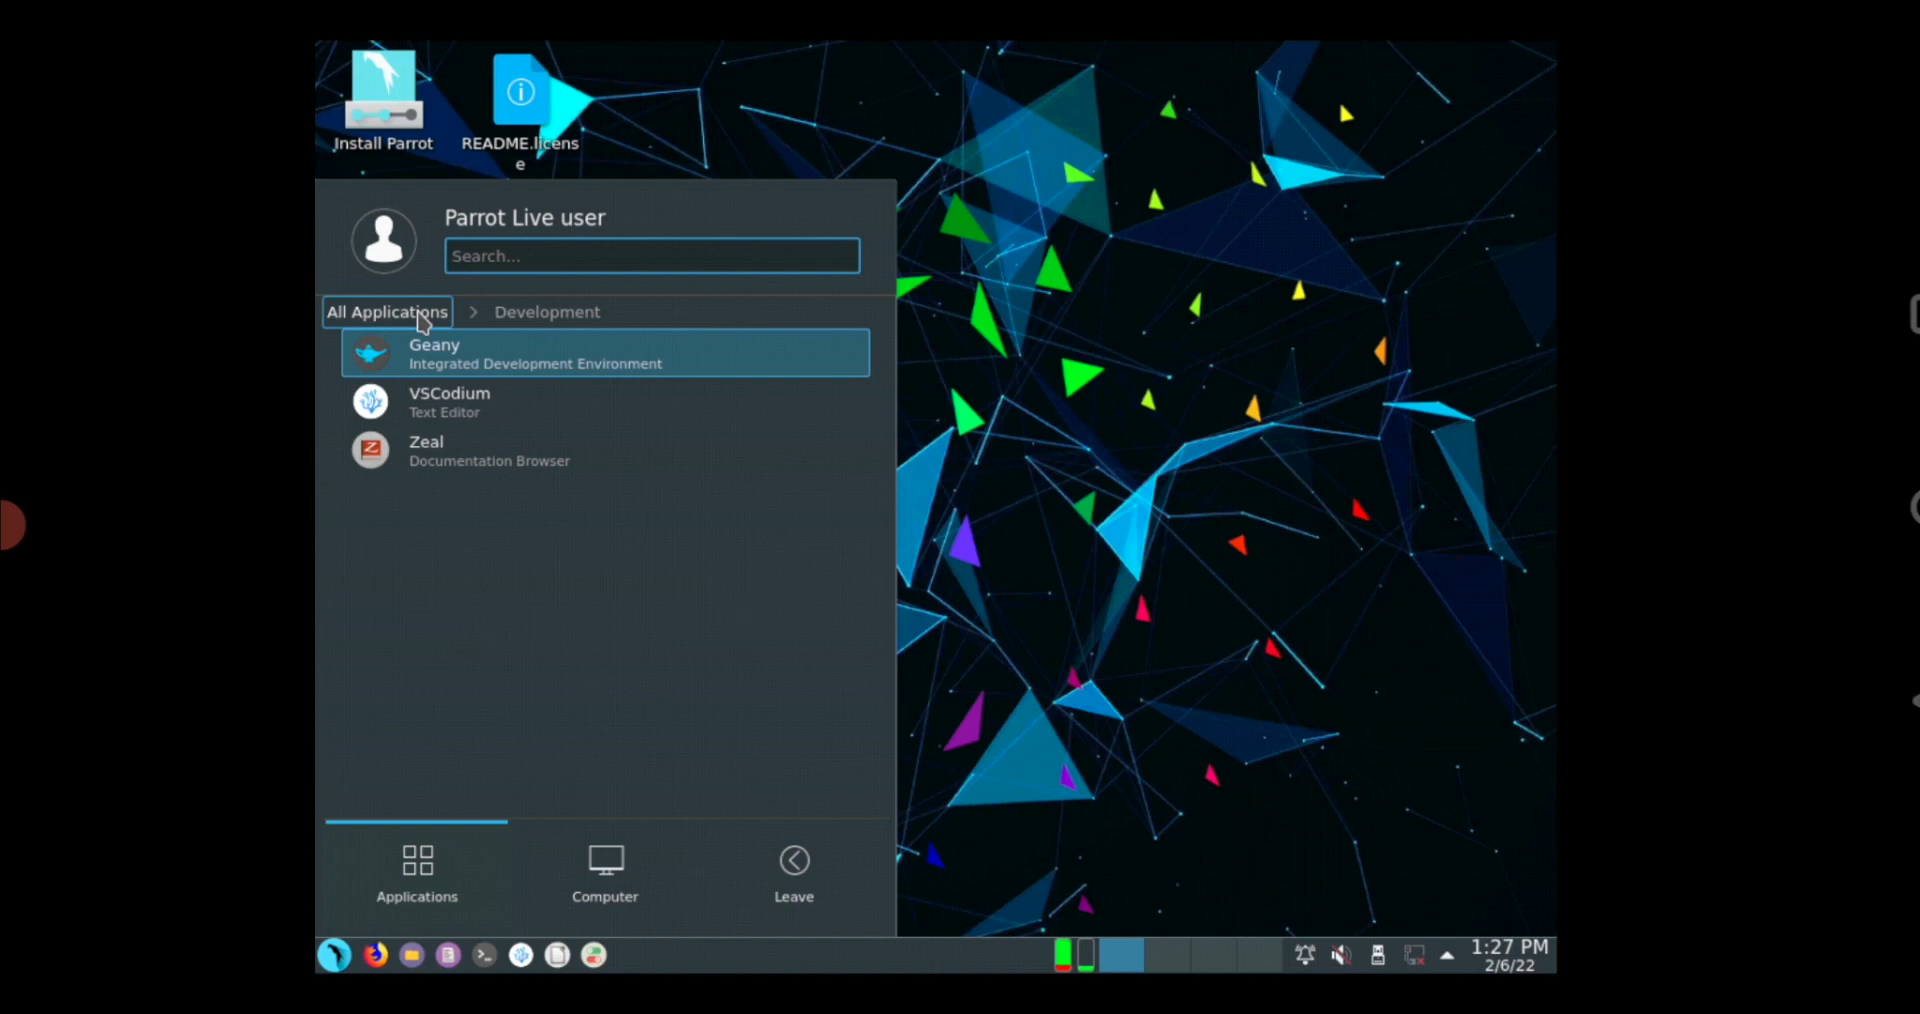 Install Parrot
README.licens
e
Parrot Live user
Search...
All Applications > Development
Geany
Integrated Development Environment
VSCodium
Text Editor
Zeal
Documentation Browser
Applications
Computer
Leave
1:27 PM
2/6/22